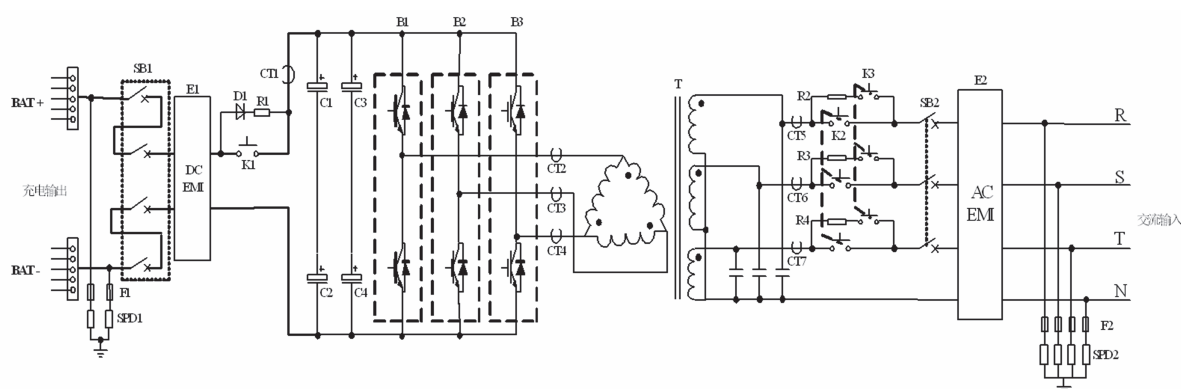 B1 B2 B3
SB1
E1
CT1
D1 R1
K1
C1 C3
C2 C4
BAT+
充电输出
BAT-
DC
EMI
F1
SPD1
CT2
CT3
CT4
T
K3
R2
CT5 K2
R3
CT6
R4
CT7
SB2
E2
AC
EMI
R
S
交流输入
T
N
F2
SPD2